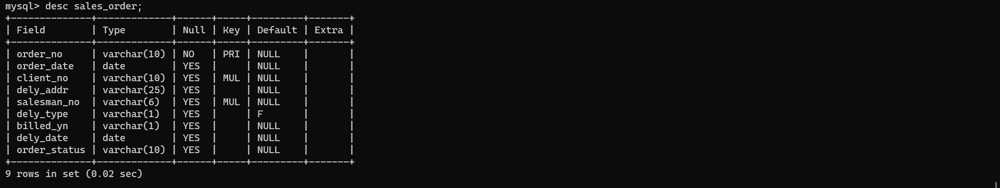 mysql> desc sales_order;
+--------------+-------------+------+-----+---------+-------+
| Field        | Type        | Null | Key | Default | Extra |
+--------------+-------------+------+-----+---------+-------+
| order_no     | varchar(10) | NO   | PRI | NULL    |       |
| order_date   | date        | YES  |     | NULL    |       |
| client_no    | varchar(10) | YES  | MUL | NULL    |       |
| dely_addr    | varchar(25) | YES  |     | NULL    |       |
| salesman_no  | varchar(6)  | YES  | MUL | NULL    |       |
| dely_type    | varchar(1)  | YES  |     | F       |       |
| billed_yn    | varchar(1)  | YES  |     | NULL    |       |
| dely_date    | date        | YES  |     | NULL    |       |
| order_status | varchar(10) | YES  |     | NULL    |       |
+--------------+-------------+------+-----+---------+-------+
9 rows in set (0.02 sec)